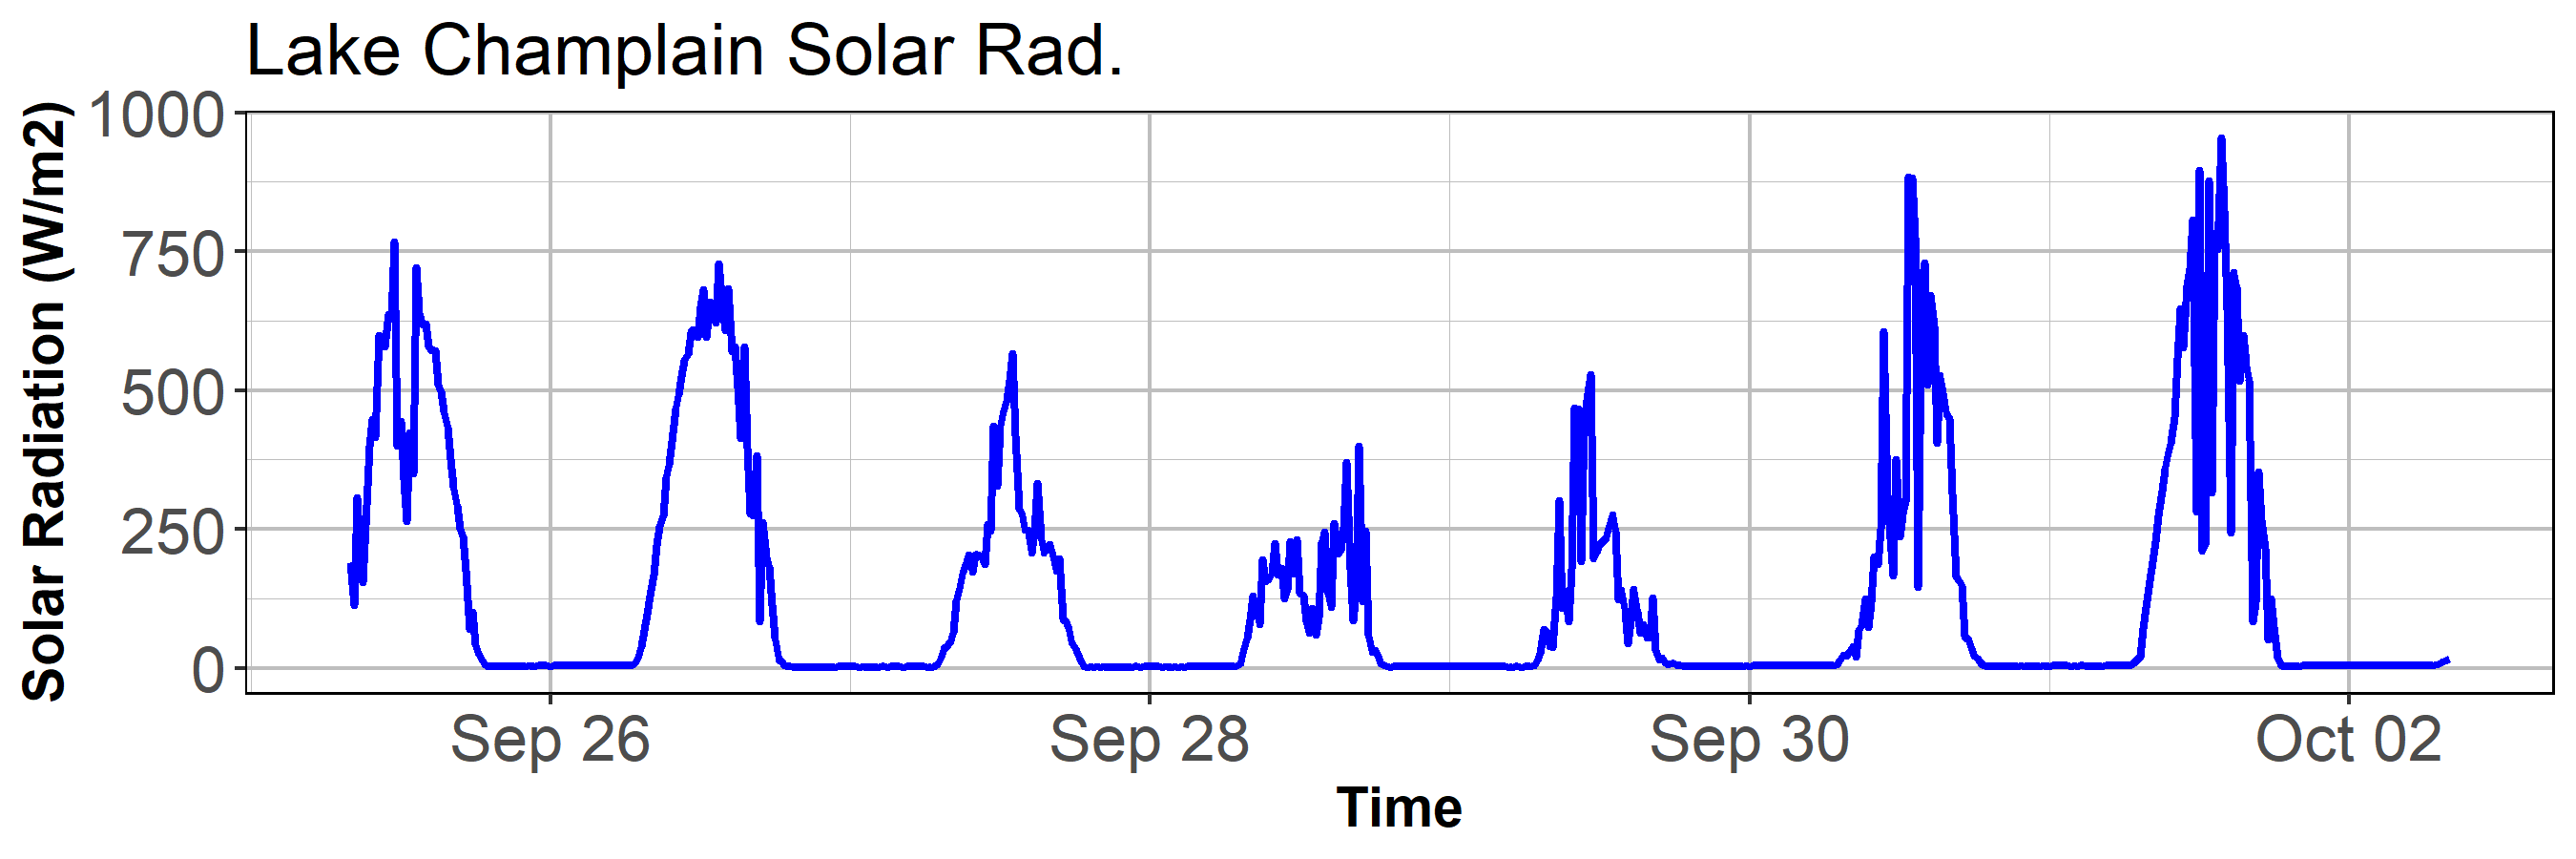 Lake Champlain Solar Rad.
Solar Radiation (W/m2)
1000
750
500
250
0
Sep 26 Sep 28 Sep 30 Oct 02
Time